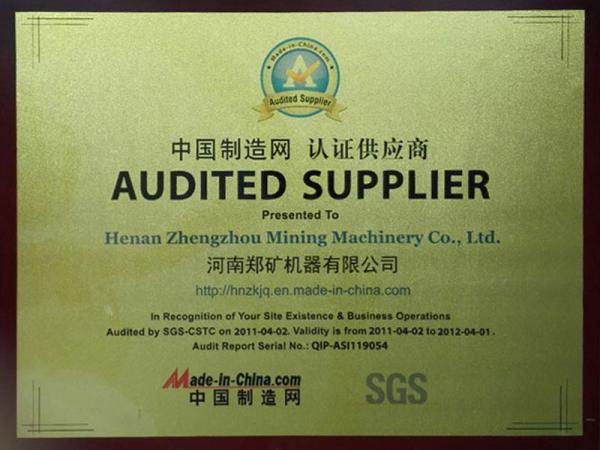 Made-in-China.com
A
Audited Supplier
中国制造网 认证供应商
AUDITED SUPPLIER
Presented To
Henan Zhengzhou Mining Machinery Co., Ltd.
河南郑矿机器有限公司
http://hnzkjq.en.made-in-china.com
In Recognition of Your Site Existence & Business Operations
Audited by SGS-CSTC on 2011-04-02. Validity is from 2011-04-02 to 2012-04-01.
Audit Report Serial No.: QIP-ASI119054
Made-in-China.com
中国制造网
SGS